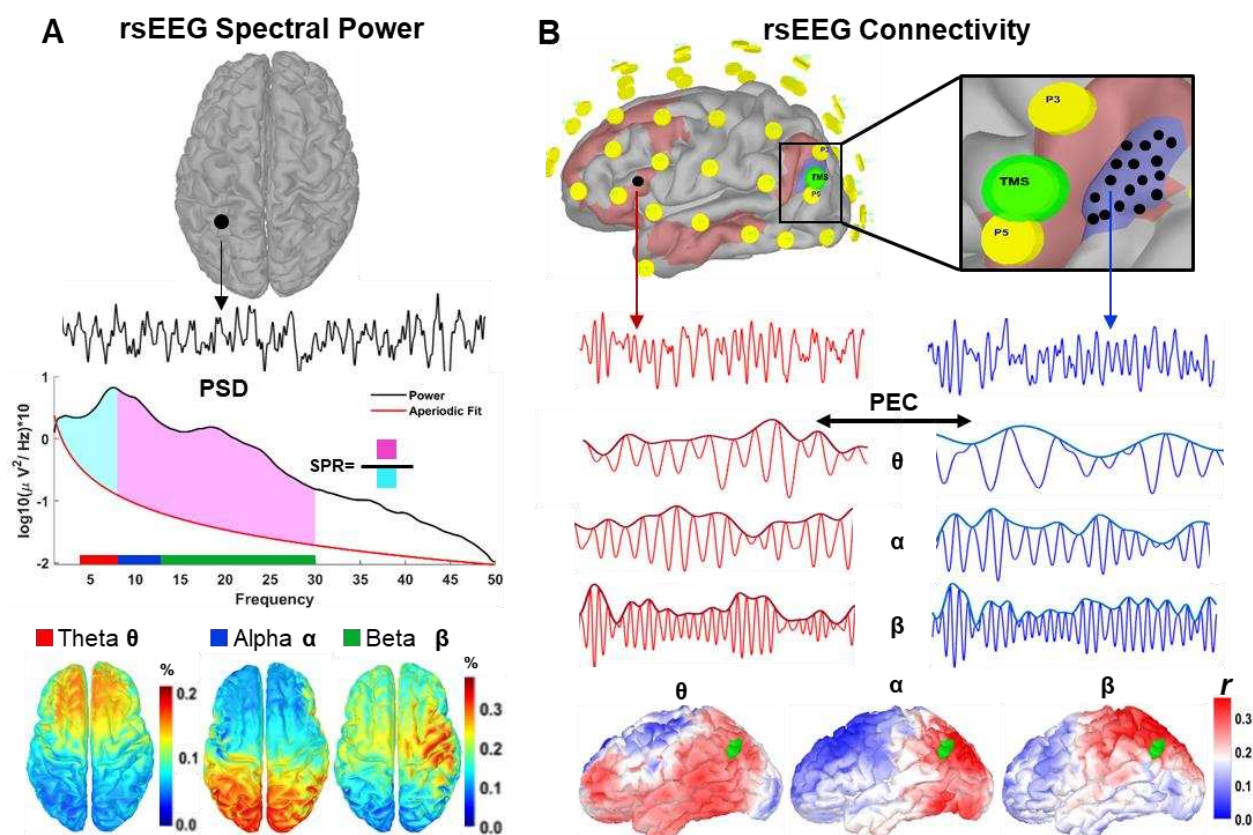 A rsEEG Spectral Power
B rsEEG Connectivity
P3
TMS
P5
P3
TMS
P5
PSD
Power
Aperiodic Fit
SPR=
log10(μ V²/ Hz)*10
1
0
-1
-2
5 10 15 20 25 30 35 40 45 50
Frequency
PEC
θ
α
β
Theta θ Alpha α Beta β
%
0.2
0.1
0.0
%
0.3
0.2
0.1
0.0
θ α β r
0.3
0.2
0.1
0.0